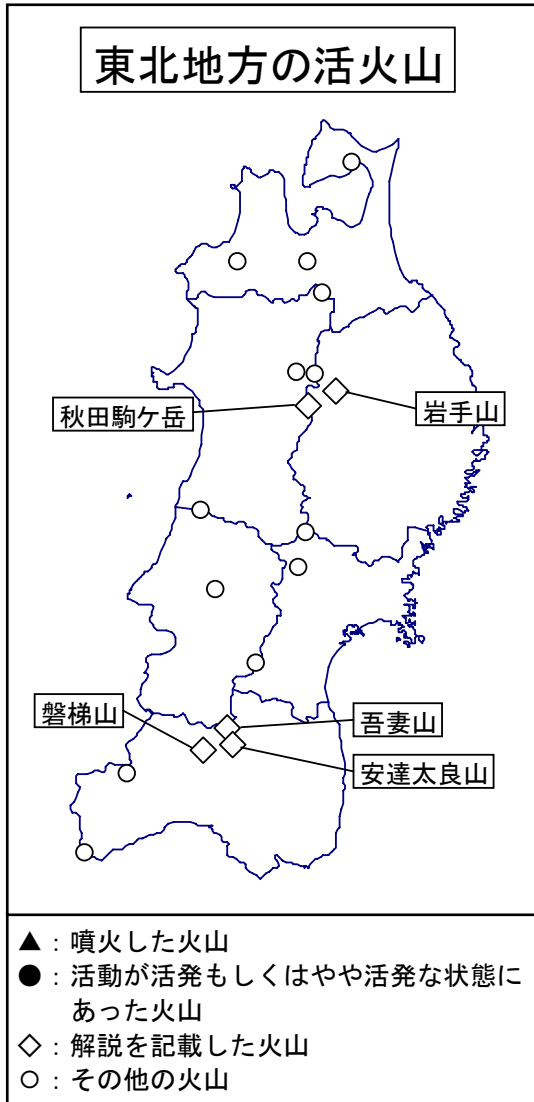 東北地方の活火山
秋田駒ケ岳
岩手山
磐梯山
吾妻山
安達太良山
▲：噴火した火山
●：活動が活発もしくはやや活発な状態に
あった火山
◇：解説を記載した火山
○：その他の火山